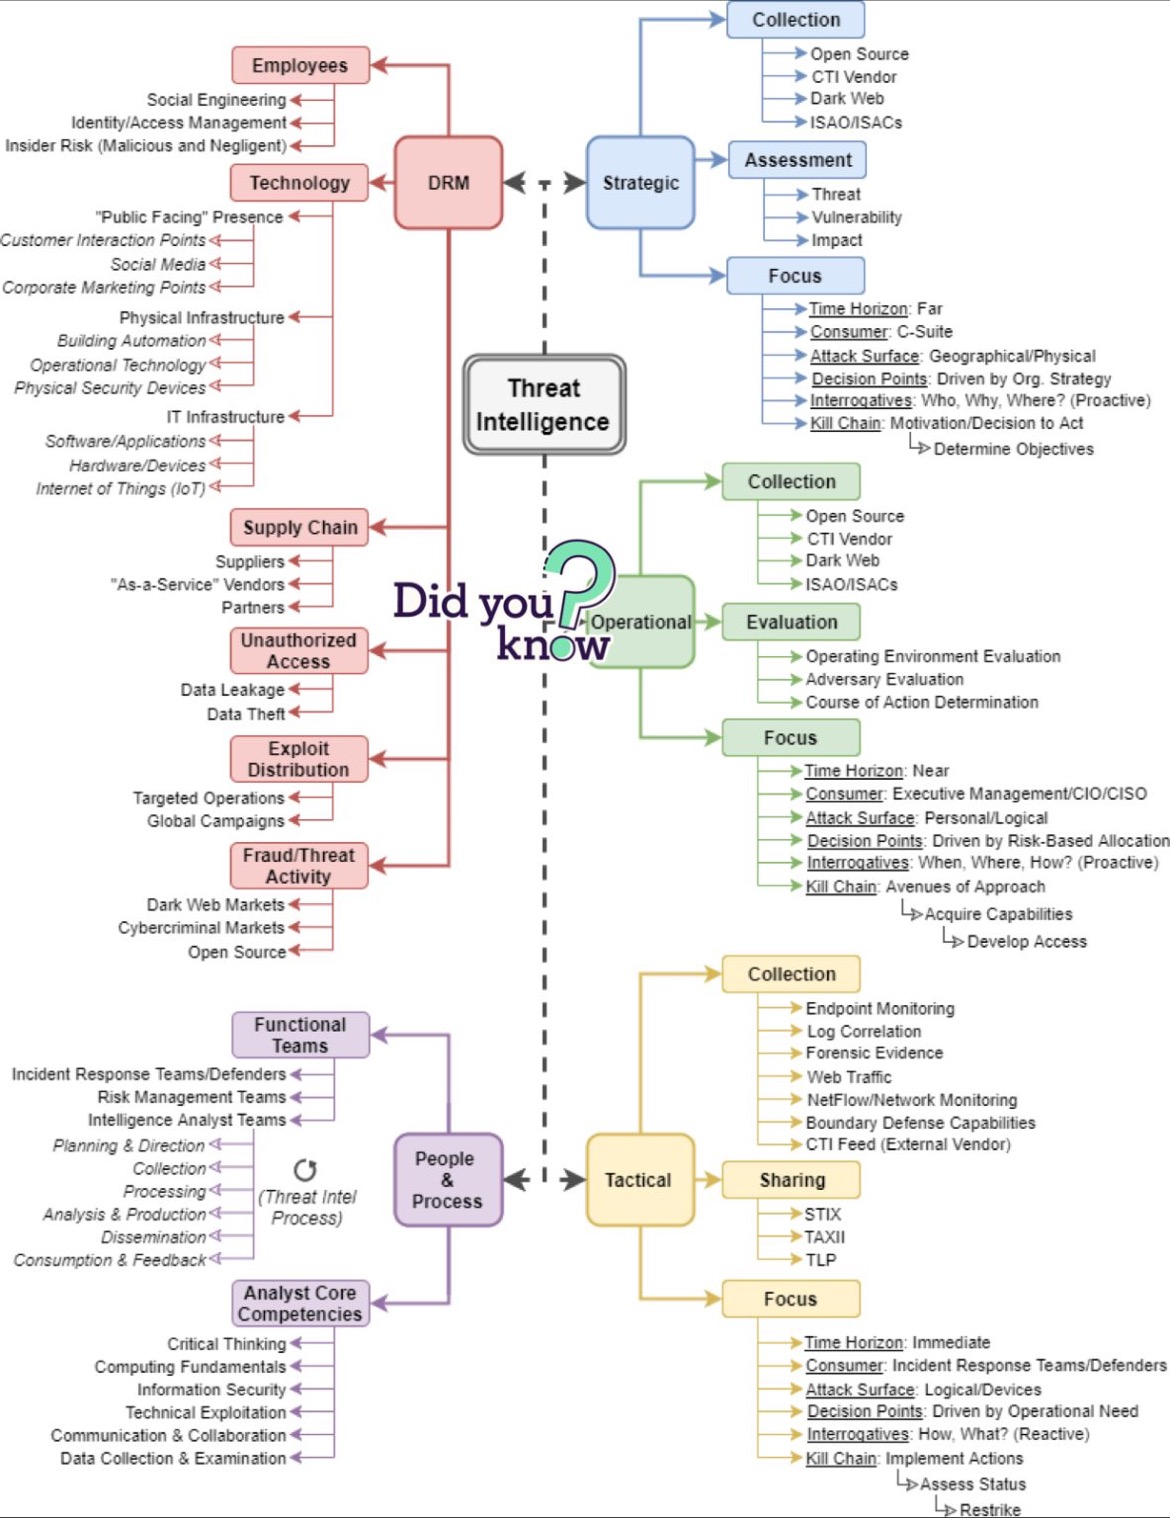 Threat
Intelligence
Did you
know
?
DRM
Employees
Social Engineering
Identity/Access Management
Insider Risk (Malicious and Negligent)
Technology
"Public Facing" Presence
Customer Interaction Points
Social Media
Corporate Marketing Points
Physical Infrastructure
Building Automation
Operational Technology
Physical Security Devices
IT Infrastructure
Software/Applications
Hardware/Devices
Internet of Things (IoT)
Supply Chain
Suppliers
"As-a-Service" Vendors
Partners
Unauthorized
Access
Data Leakage
Data Theft
Exploit
Distribution
Targeted Operations
Global Campaigns
Fraud/Threat
Activity
Dark Web Markets
Cybercriminal Markets
Open Source
People
&
Process
Functional
Teams
Incident Response Teams/Defenders
Risk Management Teams
Intelligence Analyst Teams
Planning & Direction
Collection
Processing
Analysis & Production
Dissemination
Consumption & Feedback
(Threat Intel
Process)
Analyst Core
Competencies
Critical Thinking
Computing Fundamentals
Information Security
Technical Exploitation
Communication & Collaboration
Data Collection & Examination
Strategic
Collection
Open Source
CTI Vendor
Dark Web
ISAO/ISACs
Assessment
Threat
Vulnerability
Impact
Focus
Time Horizon: Far
Consumer: C-Suite
Attack Surface: Geographical/Physical
Decision Points: Driven by Org. Strategy
Interrogatives: Who, Why, Where? (Proactive)
Kill Chain: Motivation/Decision to Act
Determine Objectives
Operational
Collection
Open Source
CTI Vendor
Dark Web
ISAO/ISACs
Evaluation
Operating Environment Evaluation
Adversary Evaluation
Course of Action Determination
Focus
Time Horizon: Near
Consumer: Executive Management/CIO/CISO
Attack Surface: Personal/Logical
Decision Points: Driven by Risk-Based Allocation
Interrogatives: When, Where, How? (Proactive)
Kill Chain: Avenues of Approach
Acquire Capabilities
Develop Access
Tactical
Collection
Endpoint Monitoring
Log Correlation
Forensic Evidence
Web Traffic
NetFlow/Network Monitoring
Boundary Defense Capabilities
CTI Feed (External Vendor)
Sharing
STIX
TAXII
TLP
Focus
Time Horizon: Immediate
Consumer: Incident Response Teams/Defenders
Attack Surface: Logical/Devices
Decision Points: Driven by Operational Need
Interrogatives: How, What? (Reactive)
Kill Chain: Implement Actions
Assess Status
Restrike